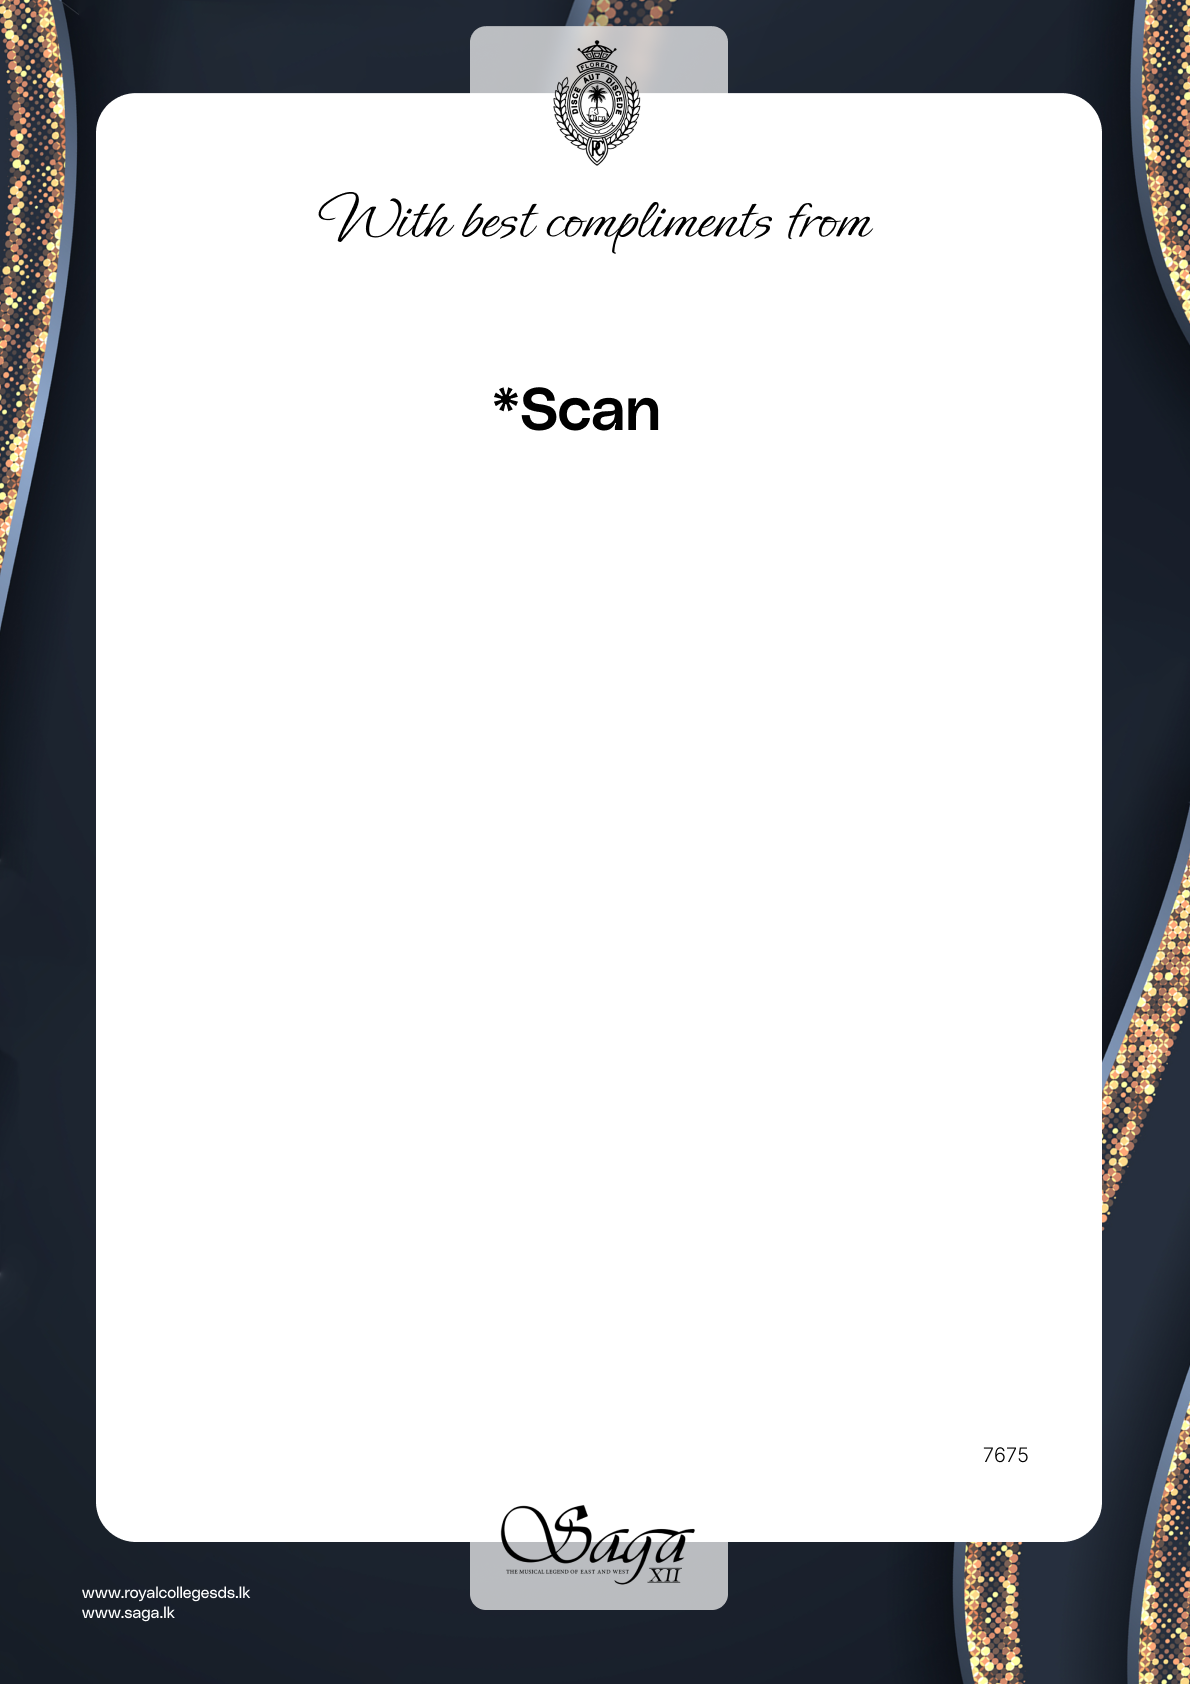 FLOREAT
DISCE AUT DISCEDE
RC
With best compliments from
*Scan
7675
Saga
THE MUSICAL LEGEND OF EAST AND WEST
XII
www.royalcollegesds.lk
www.saga.lk